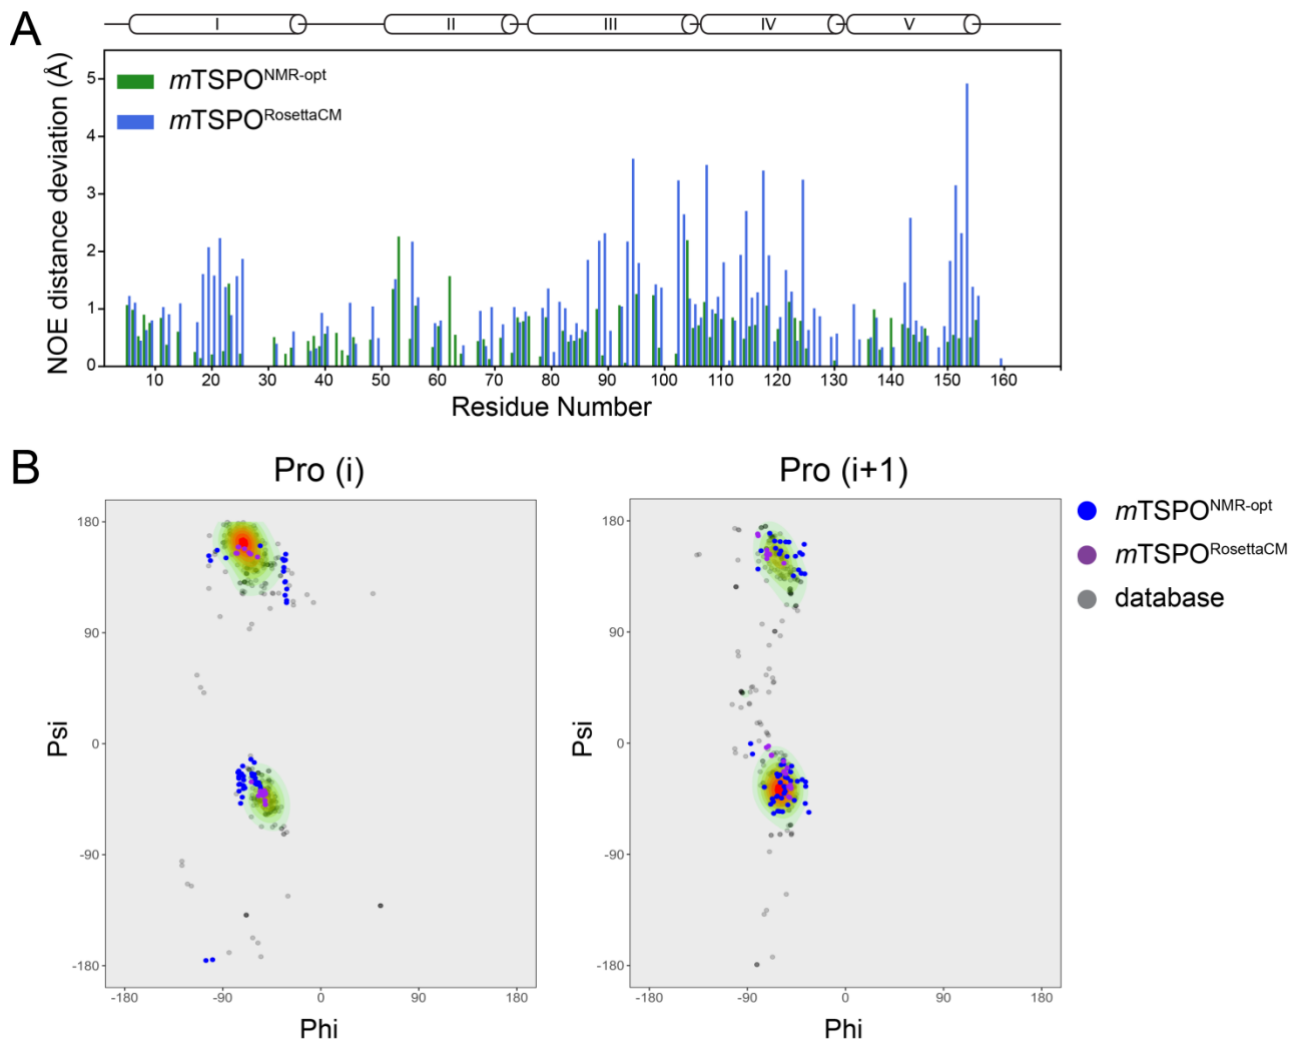 A
I II III IV V
NOE distance deviation (Å)
5
4
3
2
1
0
mTSPO^NMR-opt
mTSPO^RosettaCM
10 20 30 40 50 60 70 80 90 100 110 120 130 140 150 160
Residue Number
B
Pro (i)
Psi
180
90
0
-90
-180
-180 -90 0 90 180
Phi
Pro (i+1)
Psi
180
90
0
-90
-180
-180 -90 0 90 180
Phi
mTSPO^NMR-opt
mTSPO^RosettaCM
database